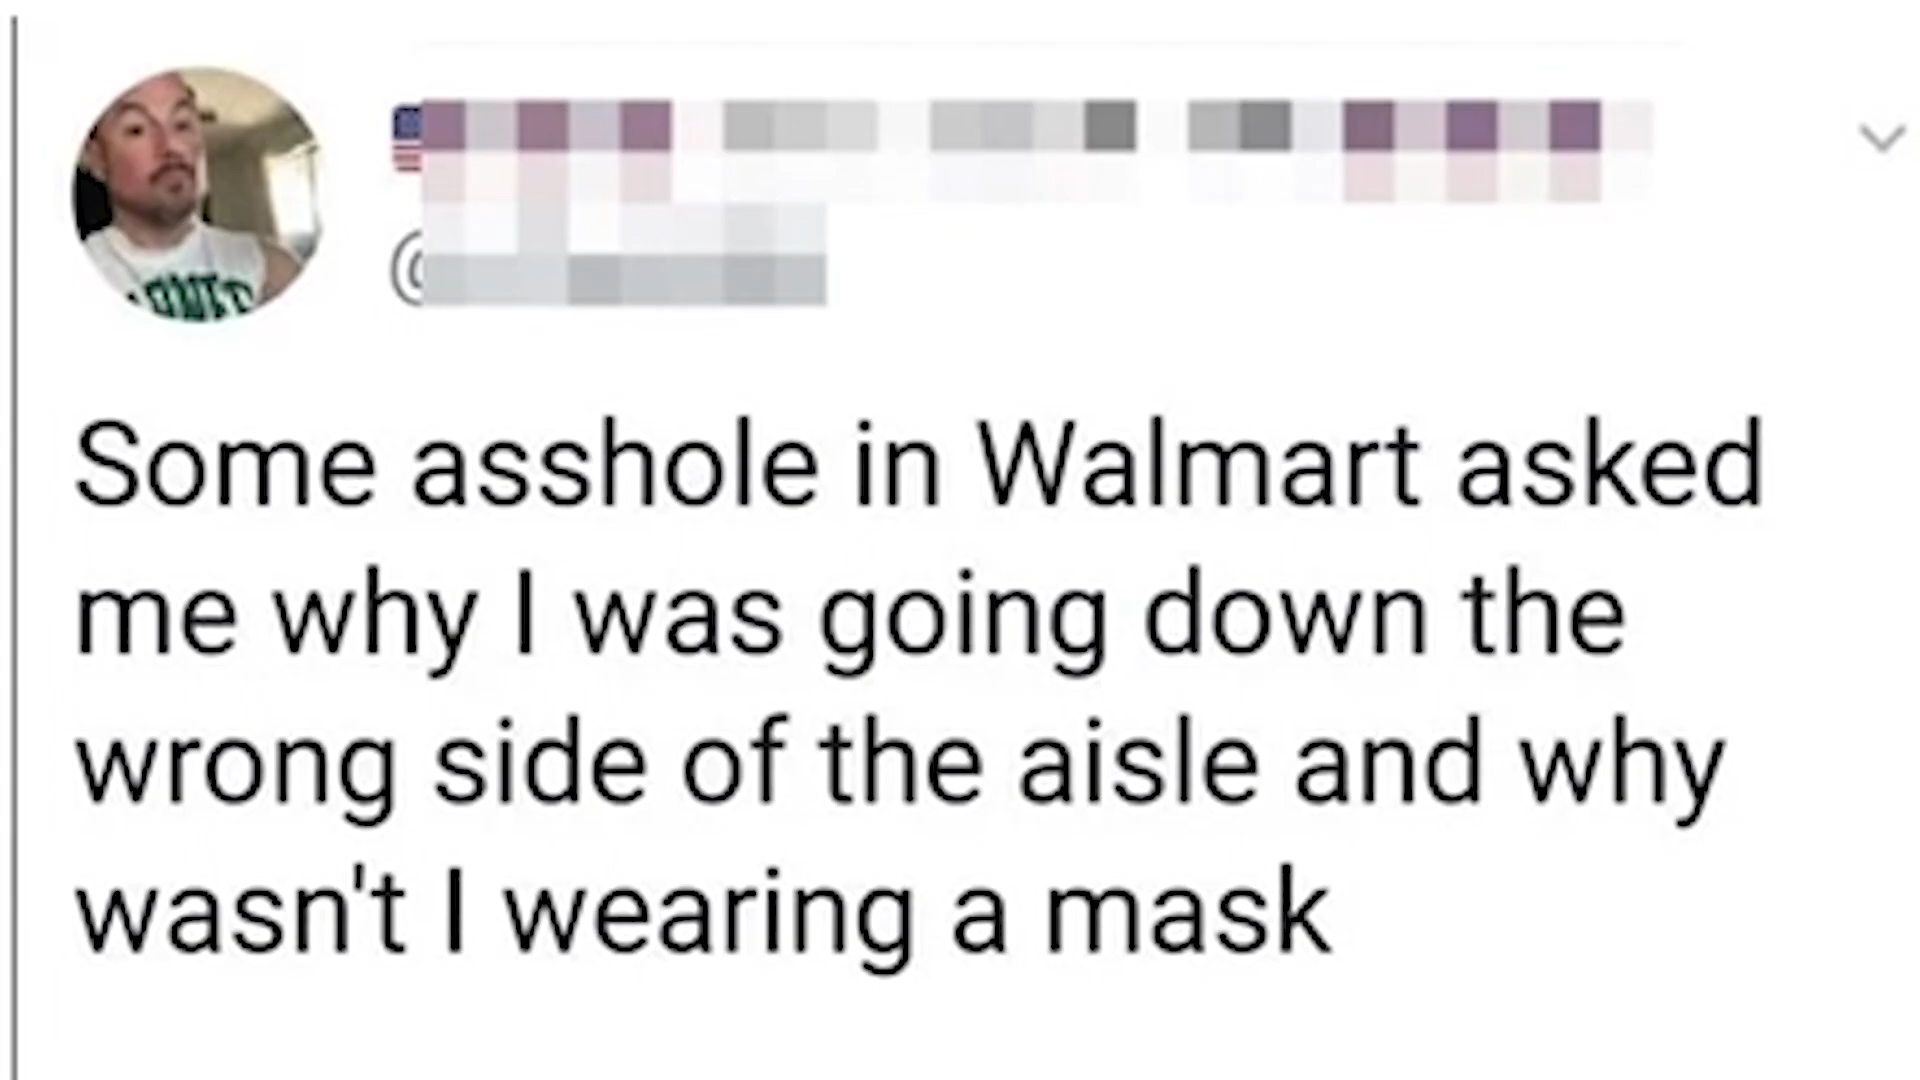 @
Some asshole in Walmart asked
me why I was going down the
wrong side of the aisle and why
wasn't I wearing a mask